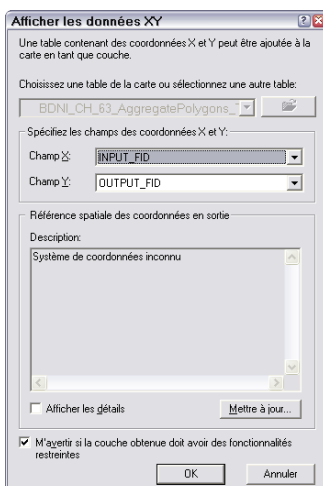 Afficher les données XY
Une table contenant des coordonnées X et Y peut être ajoutée à la
carte en tant que couche.
Choisissez une table de la carte ou sélectionnez une autre table:
BDNI_CH_63_AggregatePolygons_
Spécifiez les champs des coordonnées X et Y:
Champ X: INPUT_FID
Champ Y: OUTPUT_FID
Référence spatiale des coordonnées en sortie
Description:
Système de coordonnées inconnu
Afficher les détails Mettre à jour...
M'avertir si la couche obtenue doit avoir des fonctionnalités
restreintes
OK Annuler